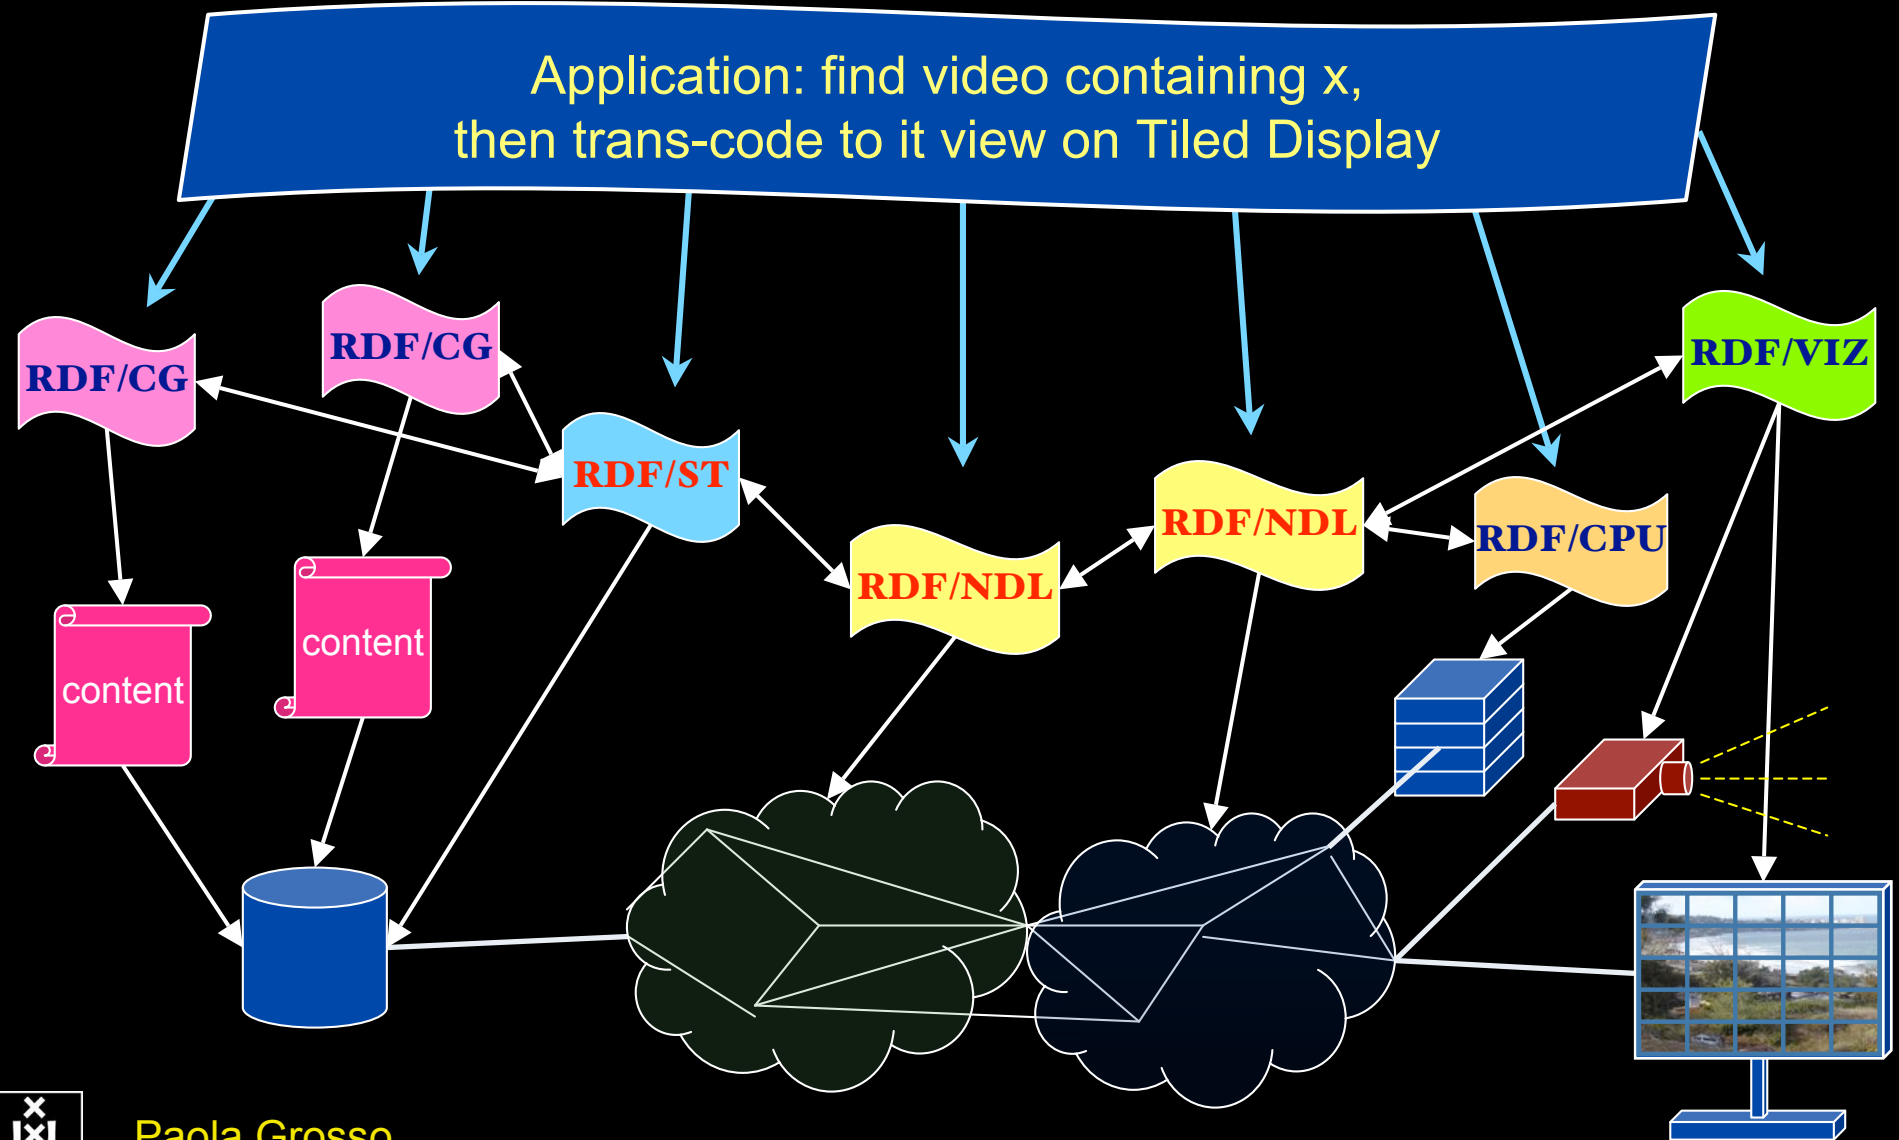 Application: find video containing x,
then trans-code to it view on Tiled Display
RDF/CG
RDF/CG
RDF/VIZ
RDF/ST
RDF/NDL
RDF/CPU
RDF/NDL
content
content
Paola Grosso